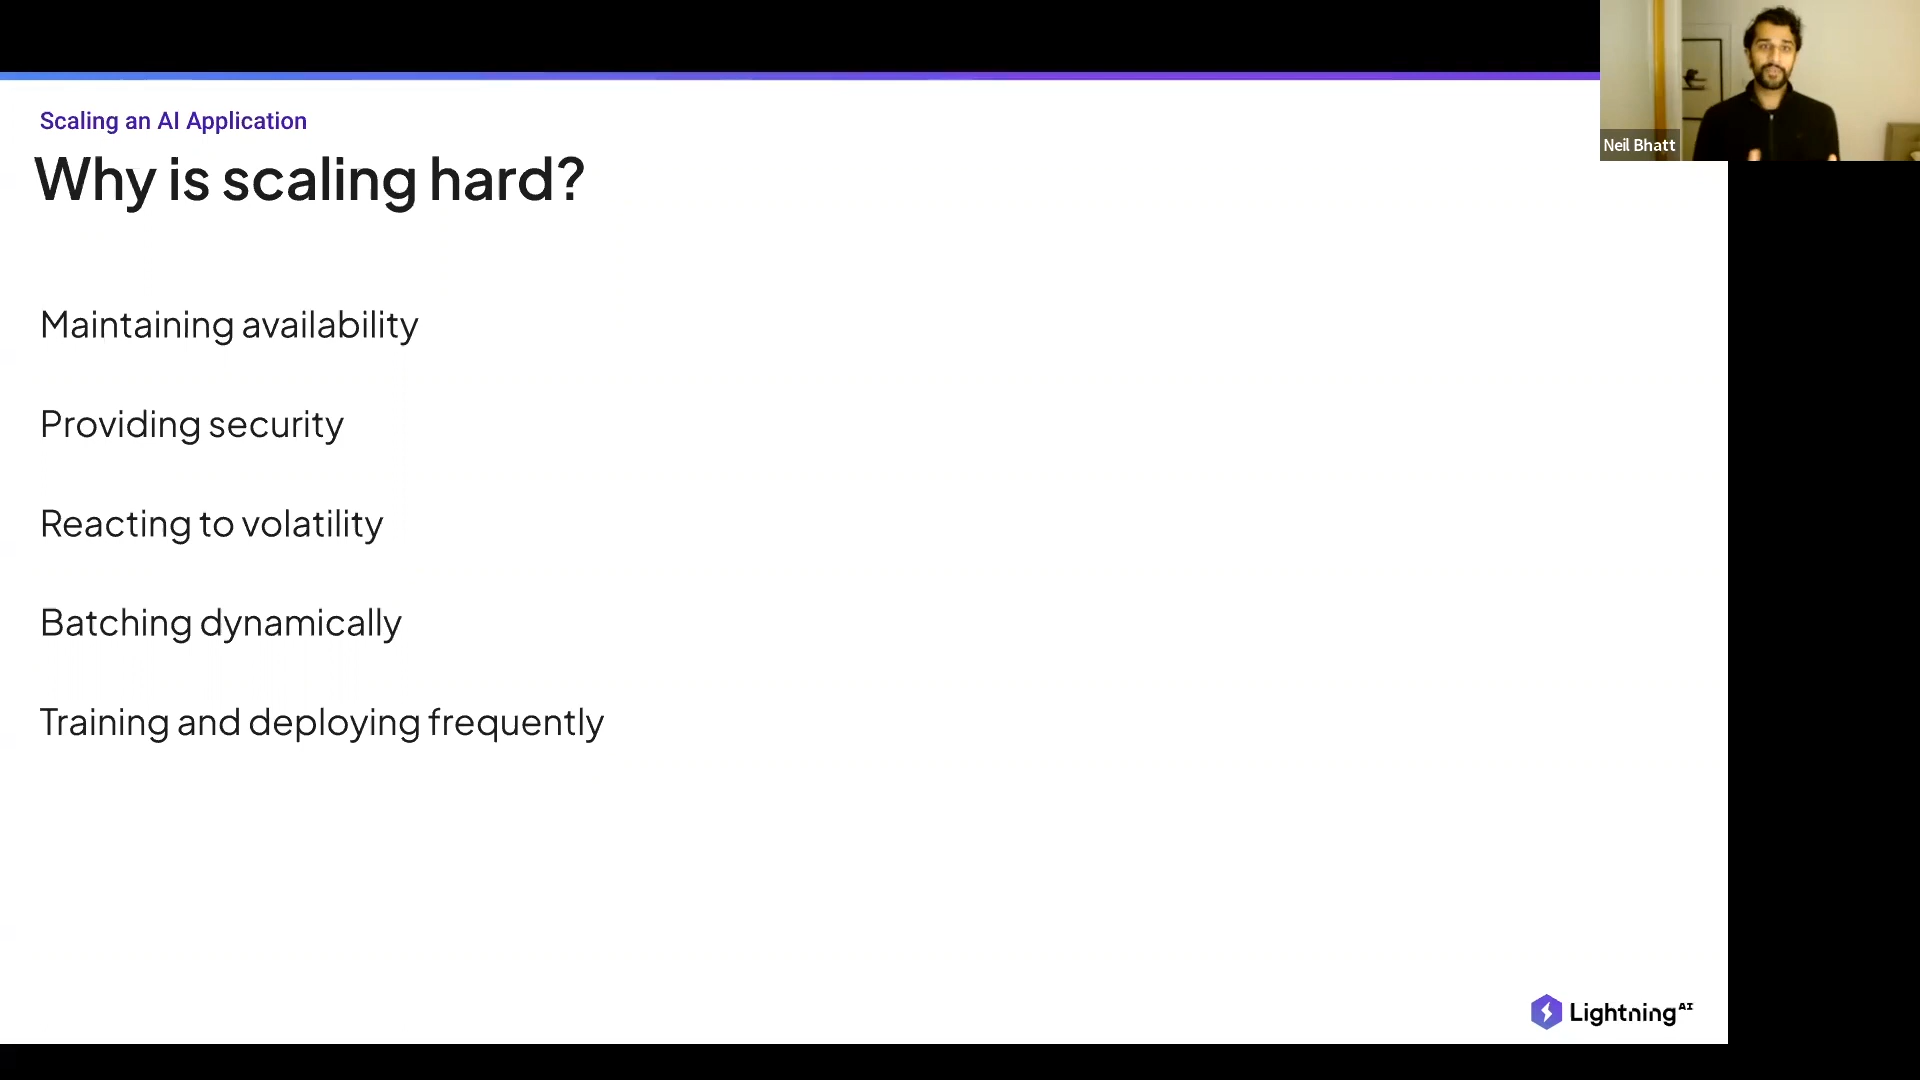 Scaling an AI Application
Why is scaling hard?
Neil Bhatt
Maintaining availability
Providing security
Reacting to volatility
Batching dynamically
Training and deploying frequently
Lightning AI